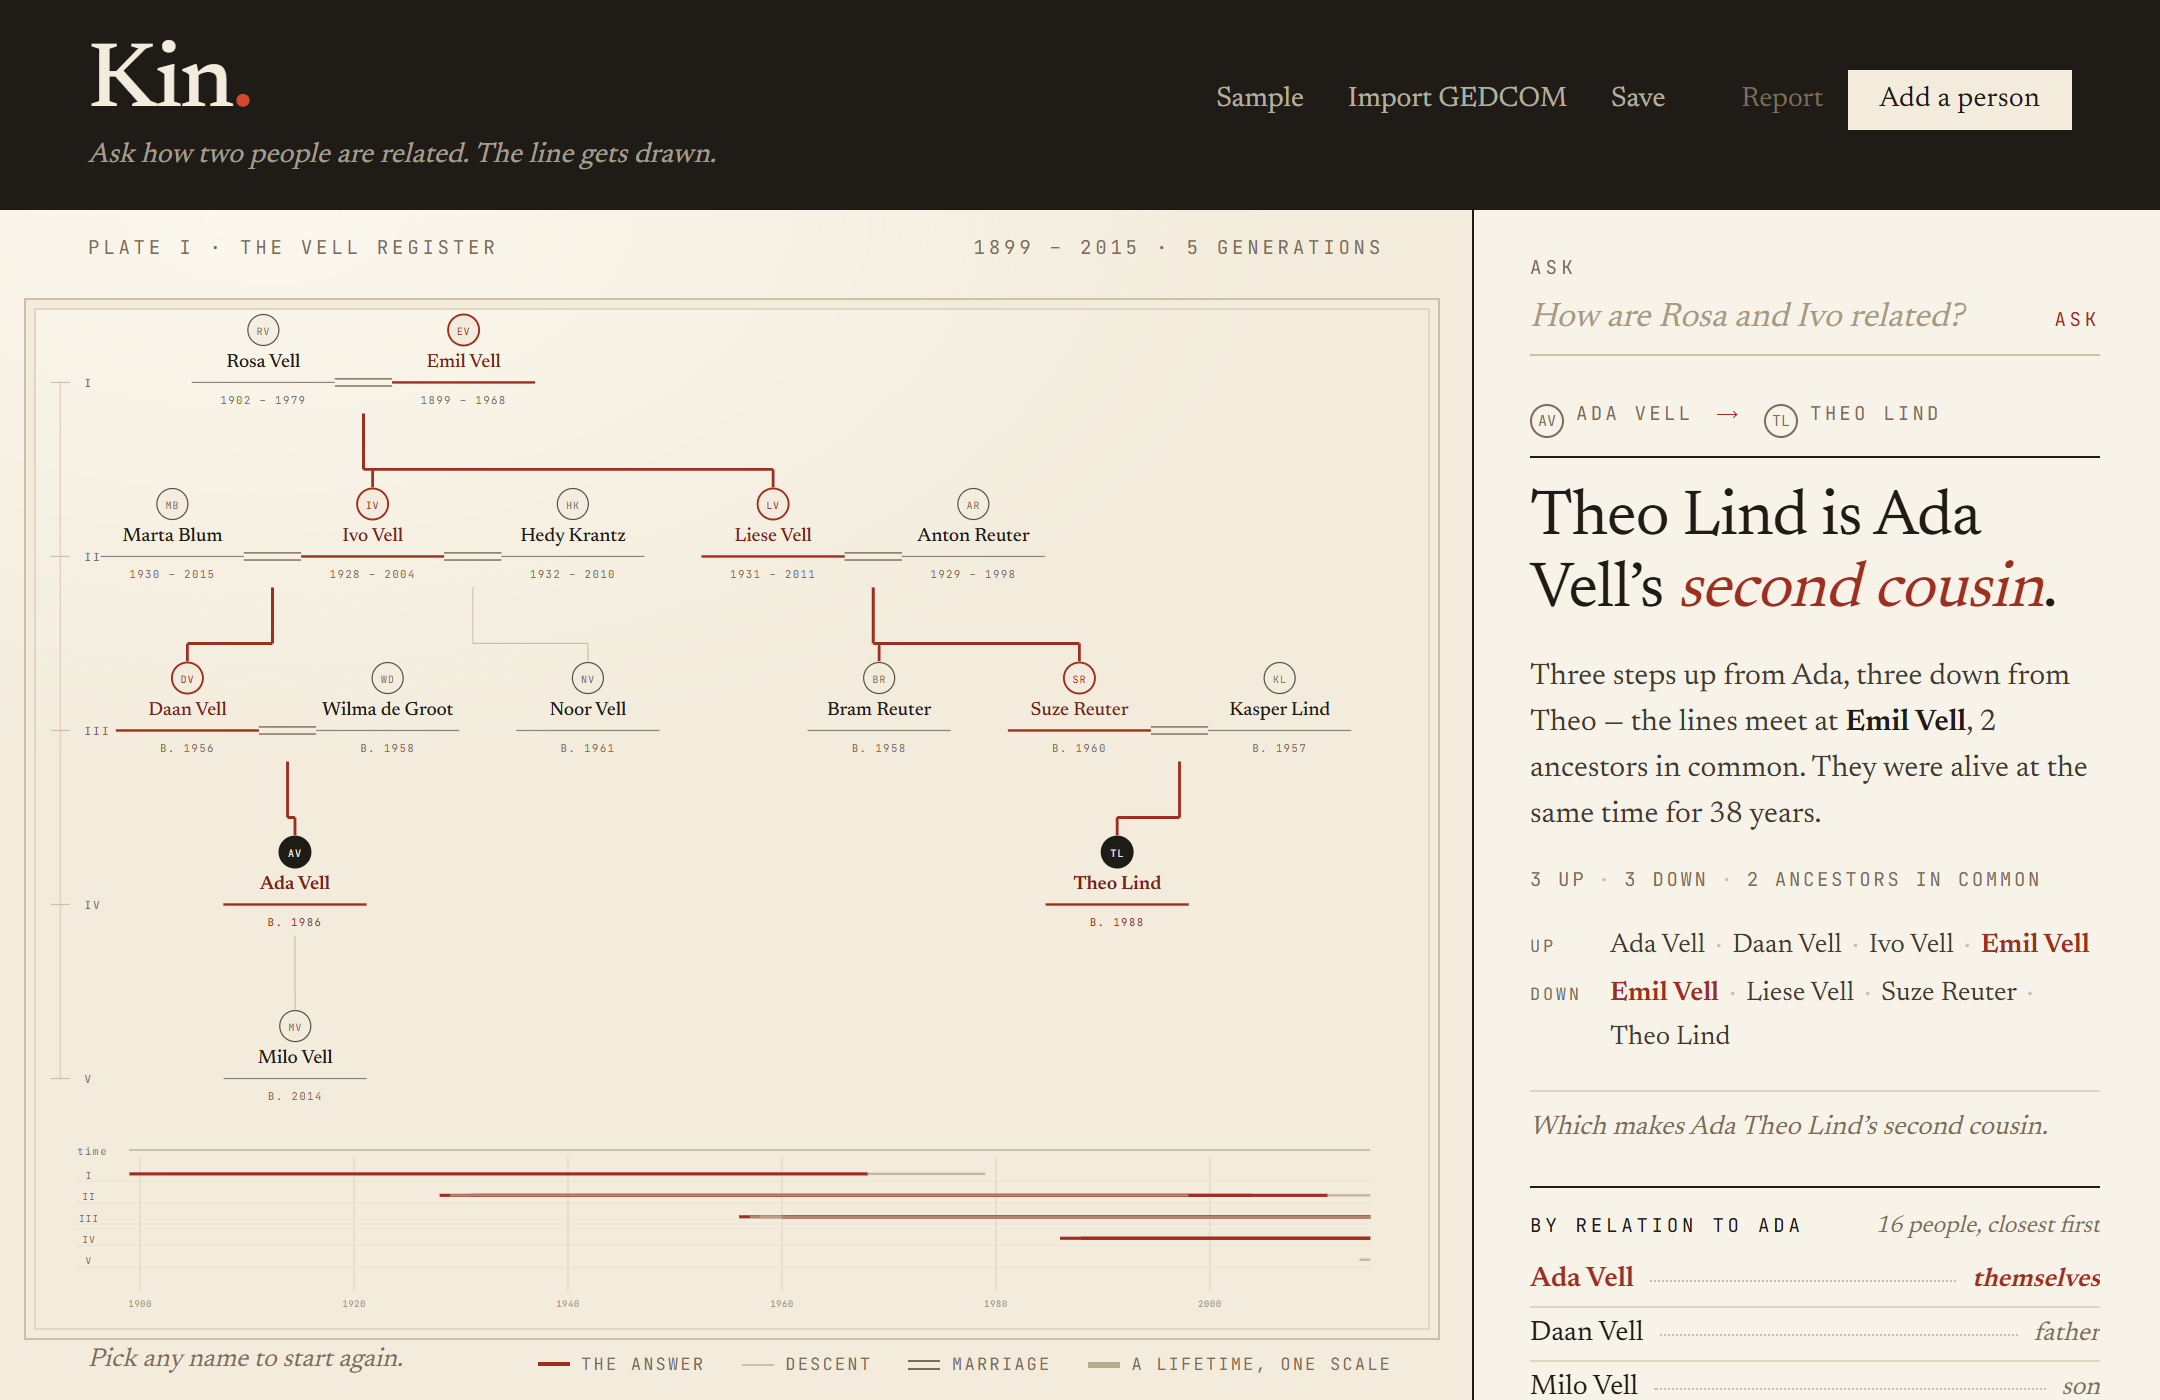 Kin.
Ask how two people are related. The line gets drawn.
Sample
Import GEDCOM
Save
Report
Add a person
PLATE I · THE VELL REGISTER
1899 – 2015 · 5 GENERATIONS
RV
EV
Rosa Vell
Emil Vell
I
1902 – 1979
1899 – 1968
MB
IV
HK
LV
AR
Marta Blum
Ivo Vell
Hedy Krantz
Liese Vell
Anton Reuter
II
1930 – 2015
1928 – 2004
1932 – 2010
1931 – 2011
1929 – 1998
DV
WD
NV
BR
SR
KL
Daan Vell
Wilma de Groot
Noor Vell
Bram Reuter
Suze Reuter
Kasper Lind
III
B. 1956
B. 1958
B. 1961
B. 1958
B. 1960
B. 1957
AV
TL
Ada Vell
Theo Lind
IV
B. 1986
B. 1988
MV
Milo Vell
V
B. 2014
time
I
II
III
IV
V
1900
1920
1940
1960
1980
2000
Pick any name to start again.
THE ANSWER
DESCENT
MARRIAGE
A LIFETIME, ONE SCALE
ASK
How are Rosa and Ivo related?
ASK
AV ADA VELL → TL THEO LIND
Theo Lind is Ada
Vell’s second cousin.
Three steps up from Ada, three down from
Theo – the lines meet at Emil Vell, 2
ancestors in common. They were alive at the
same time for 38 years.
3 UP · 3 DOWN · 2 ANCESTORS IN COMMON
UP Ada Vell · Daan Vell · Ivo Vell · Emil Vell
DOWN Emil Vell · Liese Vell · Suze Reuter ·
Theo Lind
Which makes Ada Theo Lind’s second cousin.
BY RELATION TO ADA
16 people, closest first
Ada Vell themselves
Daan Vell father
Milo Vell son